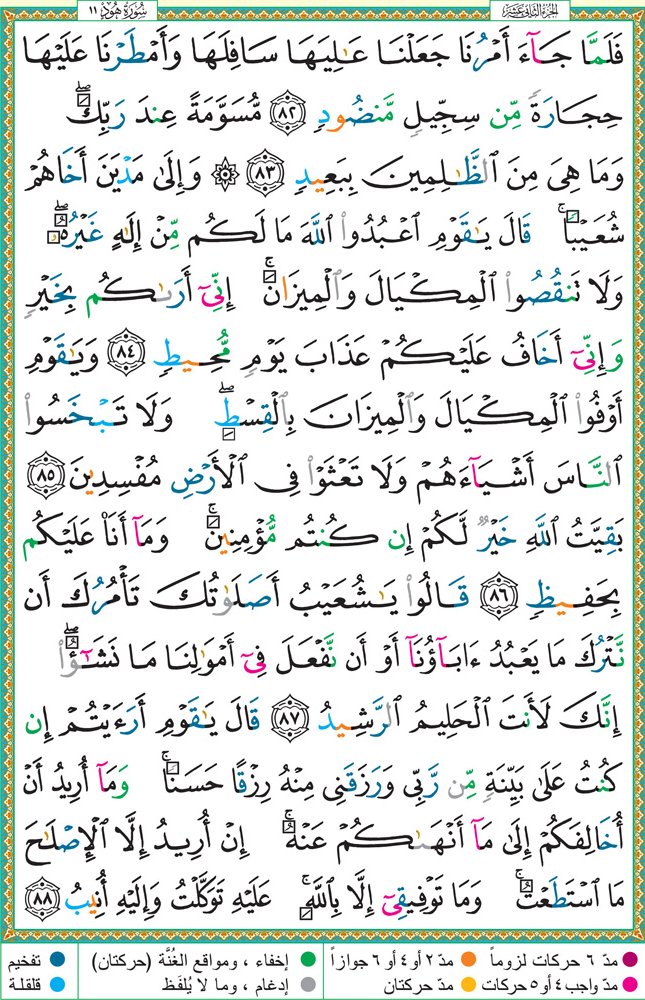 سُورَةُ هُودٍ ١١
الجزء الثاني عشر
فَلَمَّا جَآءَ أَمْرُنَا جَعَلْنَا عَٰلِيَهَا سَافِلَهَا وَأَمْطَرْنَا عَلَيْهَا
حِجَارَةً مِّن سِجِّيلٍ مَّنضُودٍ ٨٢ مُّسَوَّمَةً عِندَ رَبِّكَۖ
وَمَا هِىَ مِنَ ٱلظَّٰلِمِينَ بِبَعِيدٍ ٨٣ ۞ وَإِلَىٰ مَدْيَنَ أَخَاهُمْ
شُعَيْبًاۚ قَالَ يَٰقَوْمِ ٱعْبُدُوا۟ ٱللَّهَ مَا لَكُم مِّنْ إِلَٰهٍ غَيْرُهُۥۖ
وَلَا تَنقُصُوا۟ ٱلْمِكْيَالَ وَٱلْمِيزَانَۚ إِنِّىٓ أَرَىٰكُم بِخَيْرٍ
وَإِنِّىٓ أَخَافُ عَلَيْكُمْ عَذَابَ يَوْمٍ مُّحِيطٍ ٨٤ وَيَٰقَوْمِ
أَوْفُوا۟ ٱلْمِكْيَالَ وَٱلْمِيزَانَ بِٱلْقِسْطِۖ وَلَا تَبْخَسُوا۟
ٱلنَّاسَ أَشْيَآءَهُمْ وَلَا تَعْثَوْا۟ فِى ٱلْأَرْضِ مُفْسِدِينَ ٨٥
بَقِيَّتُ ٱللَّهِ خَيْرٌ لَّكُمْ إِن كُنتُم مُّؤْمِنِينَۚ وَمَآ أَنَا۠ عَلَيْكُم
بِحَفِيظٍ ٨٦ قَالُوا۟ يَٰشُعَيْبُ أَصَلَوٰتُكَ تَأْمُرُكَ أَن
نَّتْرُكَ مَا يَعْبُدُ ءَابَآؤُنَآ أَوْ أَن نَّفْعَلَ فِىٓ أَمْوَٰلِنَا مَا نَشَٰٓؤُا۟ۖ
إِنَّكَ لَأَنتَ ٱلْحَلِيمُ ٱلرَّشِيدُ ٨٧ قَالَ يَٰقَوْمِ أَرَءَيْتُمْ إِن
كُنتُ عَلَىٰ بَيِّنَةٍ مِّن رَّبِّى وَرَزَقَنِى مِنْهُ رِزْقًا حَسَنًاۚ وَمَآ أُرِيدُ أَنْ
أُخَالِفَكُمْ إِلَىٰ مَآ أَنْهَىٰكُمْ عَنْهُۚ إِنْ أُرِيدُ إِلَّا ٱلْإِصْلَٰحَ
مَا ٱسْتَطَعْتُۚ وَمَا تَوْفِيقِىٓ إِلَّا بِٱللَّهِۚ عَلَيْهِ تَوَكَّلْتُ وَإِلَيْهِ أُنِيبُ ٨٨
مدّ ٦ حركات لزوماً مدّ ٢ أو ٤ أو ٦ جوازاً إخفاء ، ومواقع الغُنَّة (حركتان) تفخيم
مدّ واجب ٤ أو ٥ حركات مدّ حركتان إدغام ، وما لا يُلفَظ قلقلة